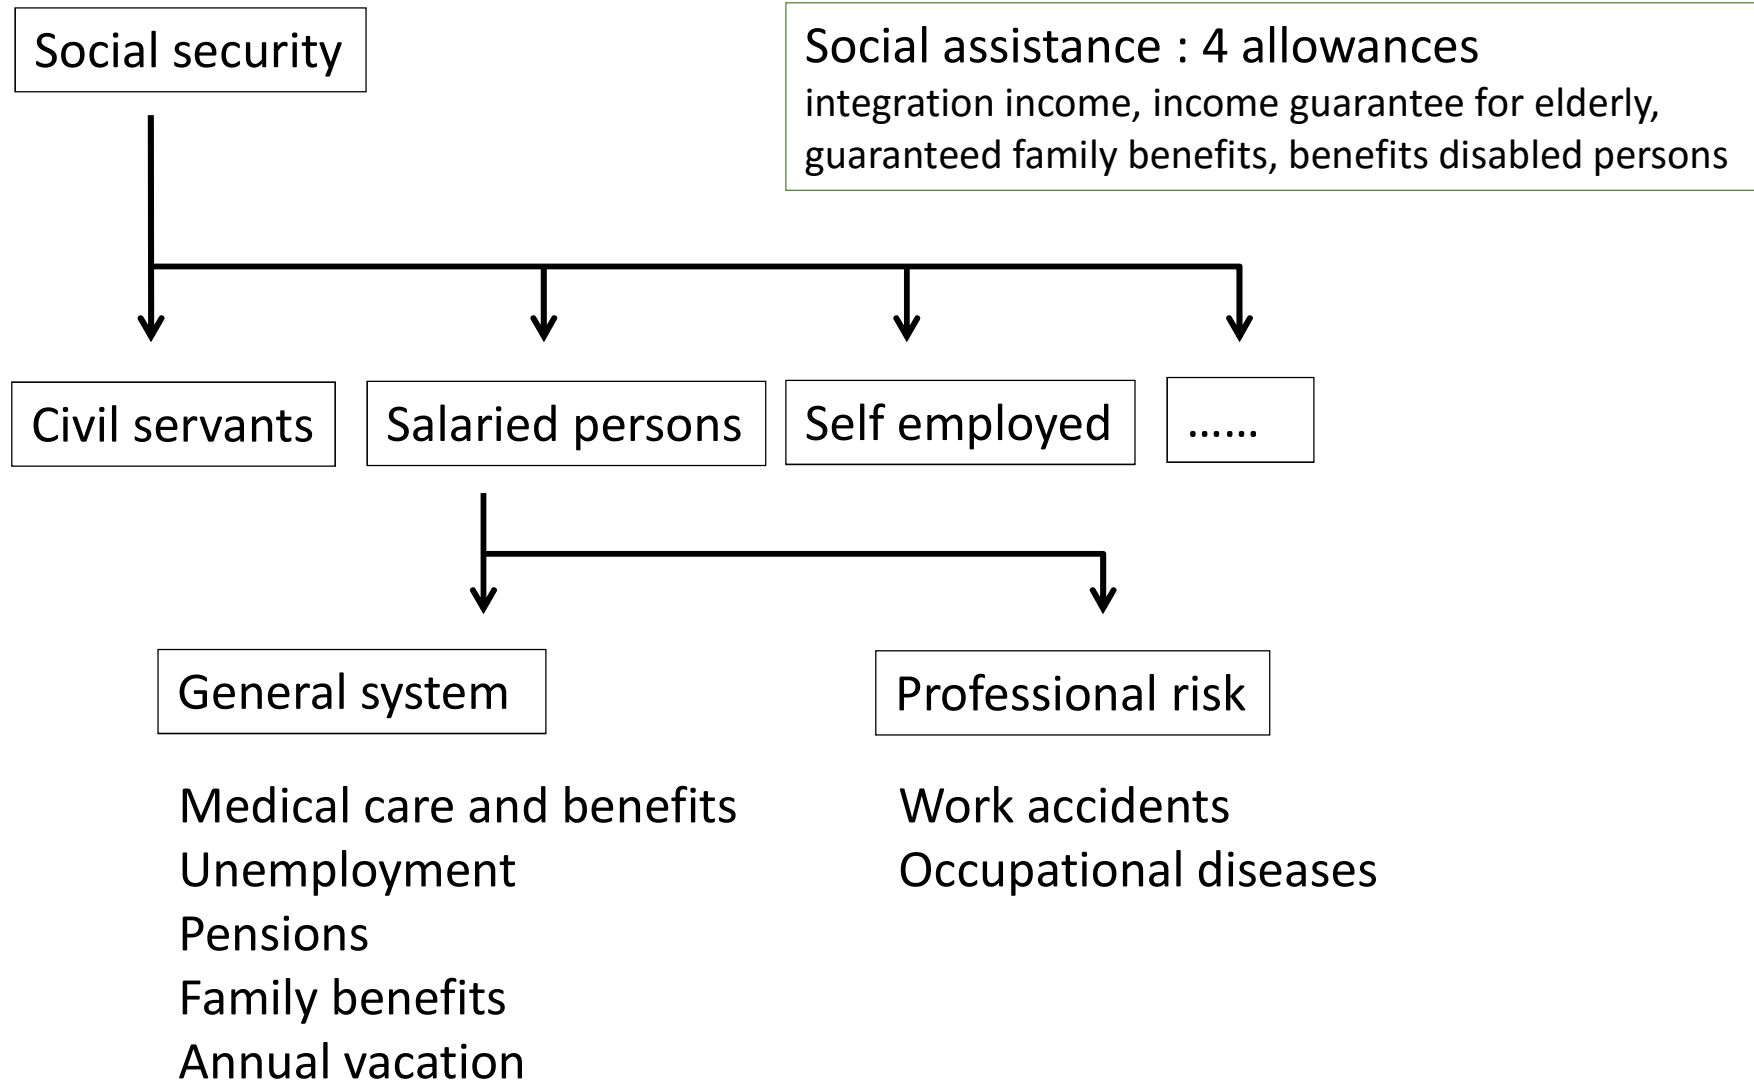 Social security
Social assistance : 4 allowances
integration income, income guarantee for elderly,
guaranteed family benefits, benefits disabled persons
Civil servants
Salaried persons
Self employed
......
General system
Professional risk
Medical care and benefits
Unemployment
Pensions
Family benefits
Annual vacation
Work accidents
Occupational diseases